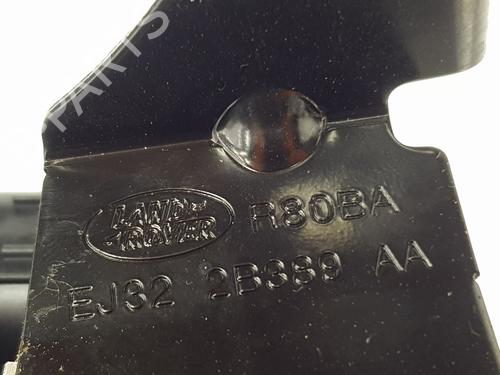 PARTS
LAND-
ROVER
R80BA
EJ32 2B389 AA